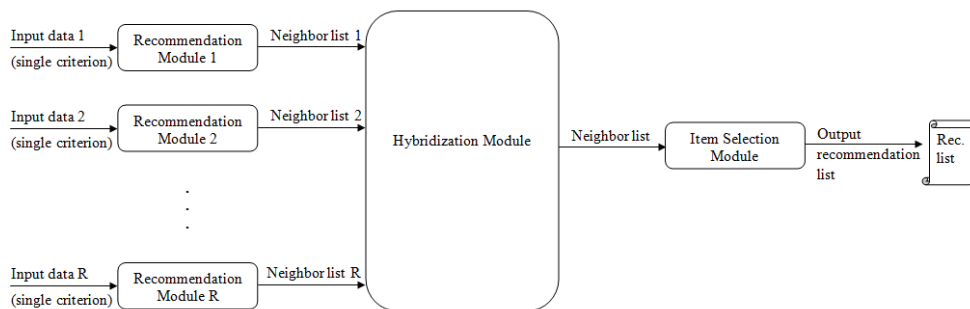 Input data 1
(single criterion)
Recommendation
Module 1
Neighbor list 1
Input data 2
(single criterion)
Recommendation
Module 2
Neighbor list 2
.
.
.
Input data R
(single criterion)
Recommendation
Module R
Neighbor list R
Hybridization Module
Neighbor list
Item Selection
Module
Output
recommendation
list
Rec.
list